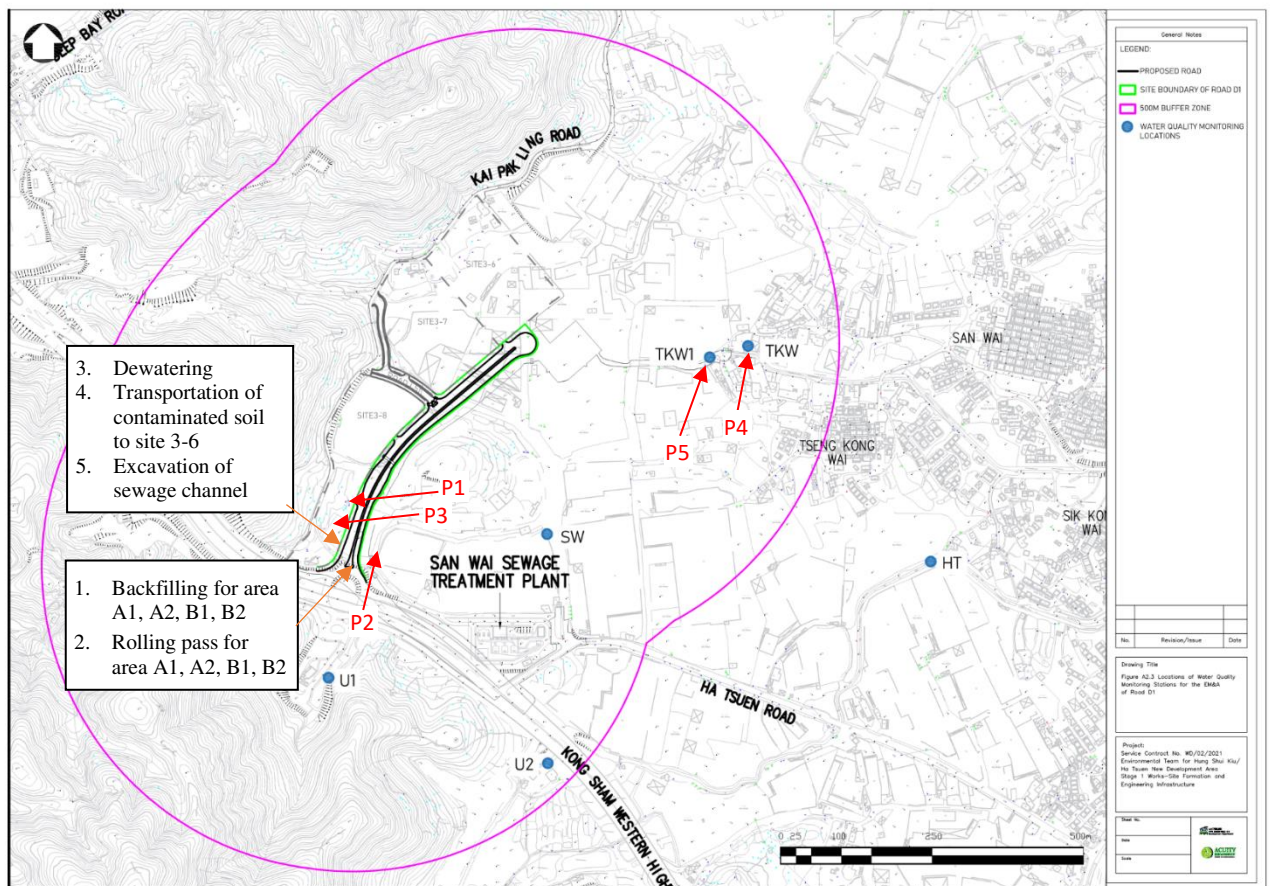 DEEP BAY ROAD
KAI PAK LING ROAD
SITE3-6
SITE3-7
SITE3-8
3. Dewatering
4. Transportation of
contaminated soil
to site 3-6
5. Excavation of
sewage channel
1. Backfilling for area
A1, A2, B1, B2
2. Rolling pass for
area A1, A2, B1, B2
TKW1
TKW
P5
P4
SAN WAI
TSENG KONG
WAI
P1
P3
P2
SW
SAN WAI SEWAGE
TREATMENT PLANT
HT
U1
U2
HA TSUEN ROAD
KONG SHAM WESTERN HIGH
0 25 100 250 500m
General Notes
LEGEND:
PROPOSED ROAD
SITE BOUNDARY OF ROAD D1
500M BUFFER ZONE
WATER QUALITY MONITORING
LOCATIONS
No. Revision/Issue Date
Drawing Title
Figure A2.3 Locations of Water Quality
Monitoring Stations for the EM&A
of Road D1
Project:
Service Contract No. WD/02/2021
Environmental Team for Hung Shui Kiu/
Ha Tsuen New Development Area
Stage 1 Works-Site Formation and
Engineering Infrastructure
Sheet No.
Date
Scale
ACUITY